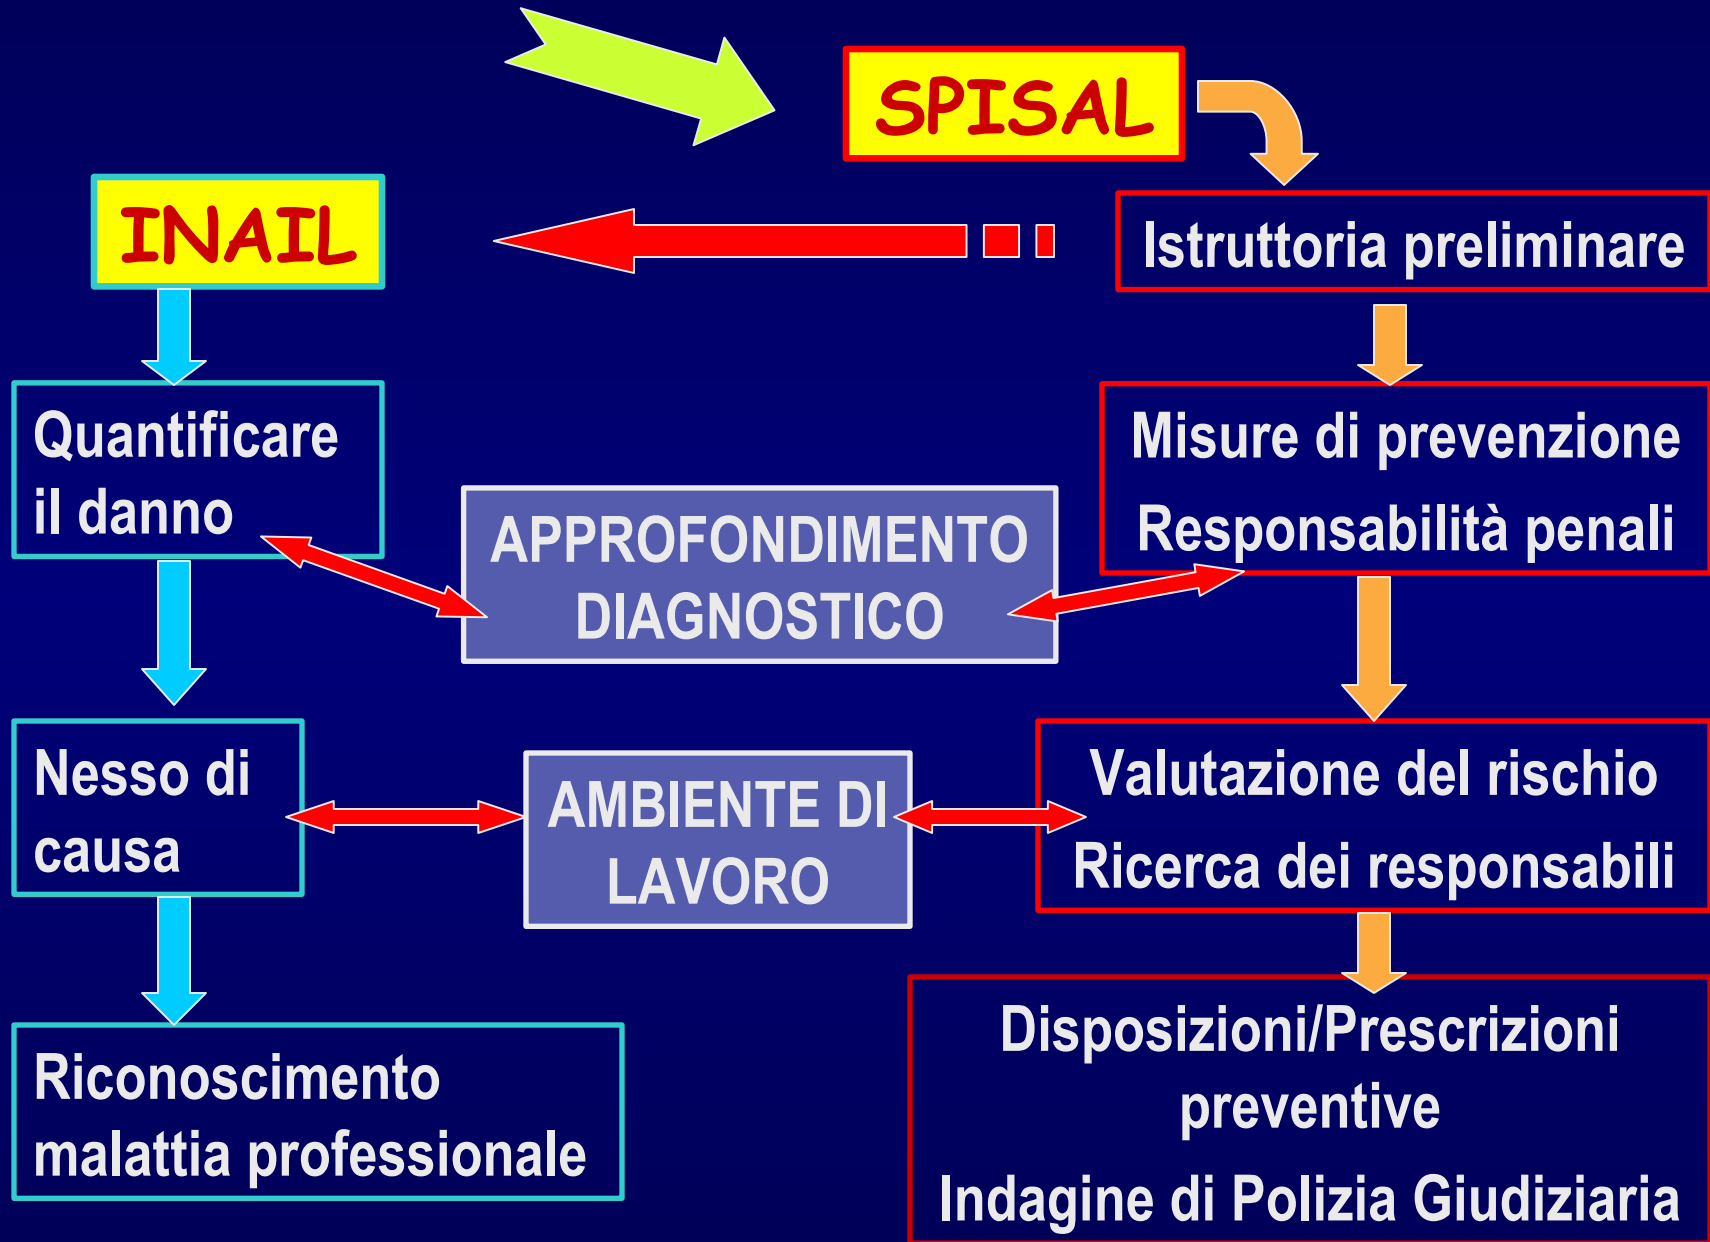 SPISAL
INAIL
Istruttoria preliminare
Quantificare
il danno
Misure di prevenzione
Responsabilità penali
APPROFONDIMENTO
DIAGNOSTICO
Nesso di
causa
AMBIENTE DI
LAVORO
Valutazione del rischio
Ricerca dei responsabili
Riconoscimento
malattia professionale
Disposizioni/Prescrizioni
preventive
Indagine di Polizia Giudiziaria